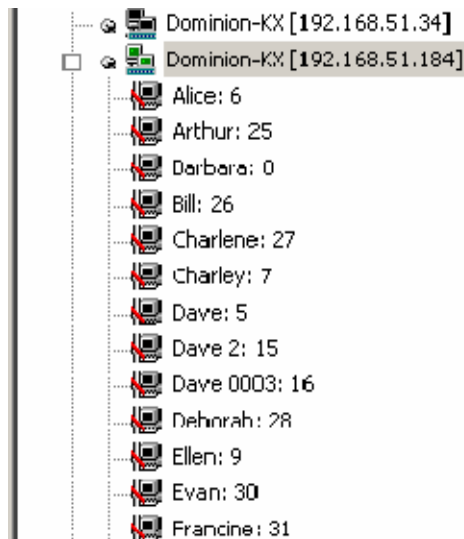 Dominion-KX [192.168.51.34]
Dominion-KX [192.168.51.184]
Alice: 6
Arthur: 25
Barbara: 0
Bill: 26
Charlene: 27
Charley: 7
Dave: 5
Dave 2: 15
Dave 0003: 16
Deborah: 28
Ellen: 9
Evan: 30
Francine: 31